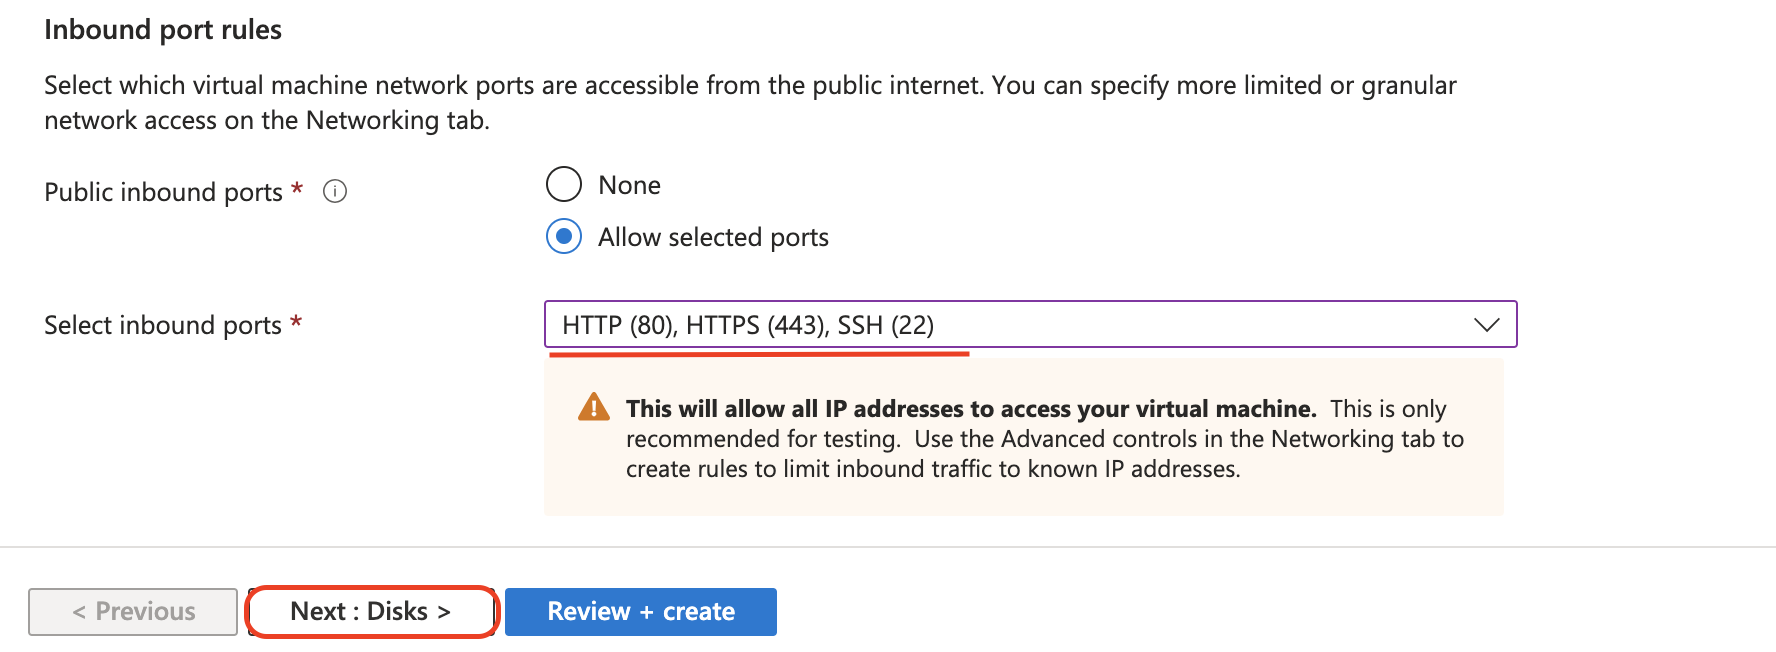 Inbound port rules
Select which virtual machine network ports are accessible from the public internet. You can specify more limited or granular
network access on the Networking tab.
Public inbound ports * i
None
Allow selected ports
Select inbound ports *
HTTP (80), HTTPS (443), SSH (22)
This will allow all IP addresses to access your virtual machine. This is only
recommended for testing. Use the Advanced controls in the Networking tab to
create rules to limit inbound traffic to known IP addresses.
< Previous
Next : Disks >
Review + create